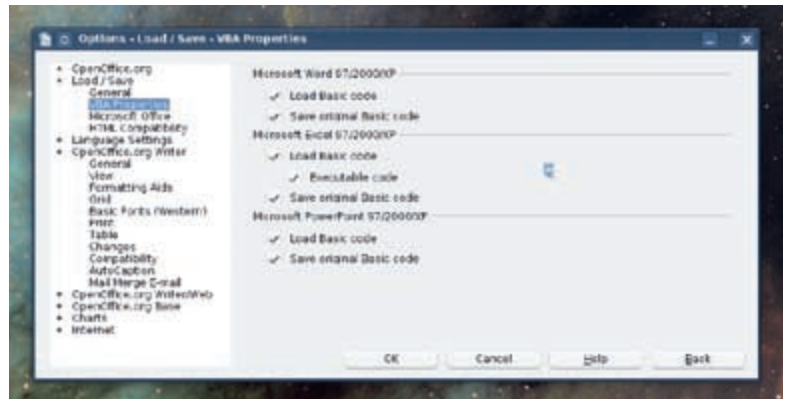 Options - Load / Save - VBA Properties
OpenOffice.org
Load / Save
General
VBA Properties
Microsoft Office
HTML Compatibility
Language Settings
OpenOffice.org Writer
General
View
Formatting Aids
Grid
Basic Fonts (Western)
Print
Table
Changes
Compatibility
AutoCaption
Mail Merge E-mail
OpenOffice.org Writer/Web
OpenOffice.org Base
Charts
Internet
Microsoft Word 97/2000/XP
Load Basic code
Save original Basic code
Microsoft Excel 97/2000/XP
Load Basic code
Executable code
Save original Basic code
Microsoft PowerPoint 97/2000/XP
Load Basic code
Save original Basic code
OK Cancel Help Back